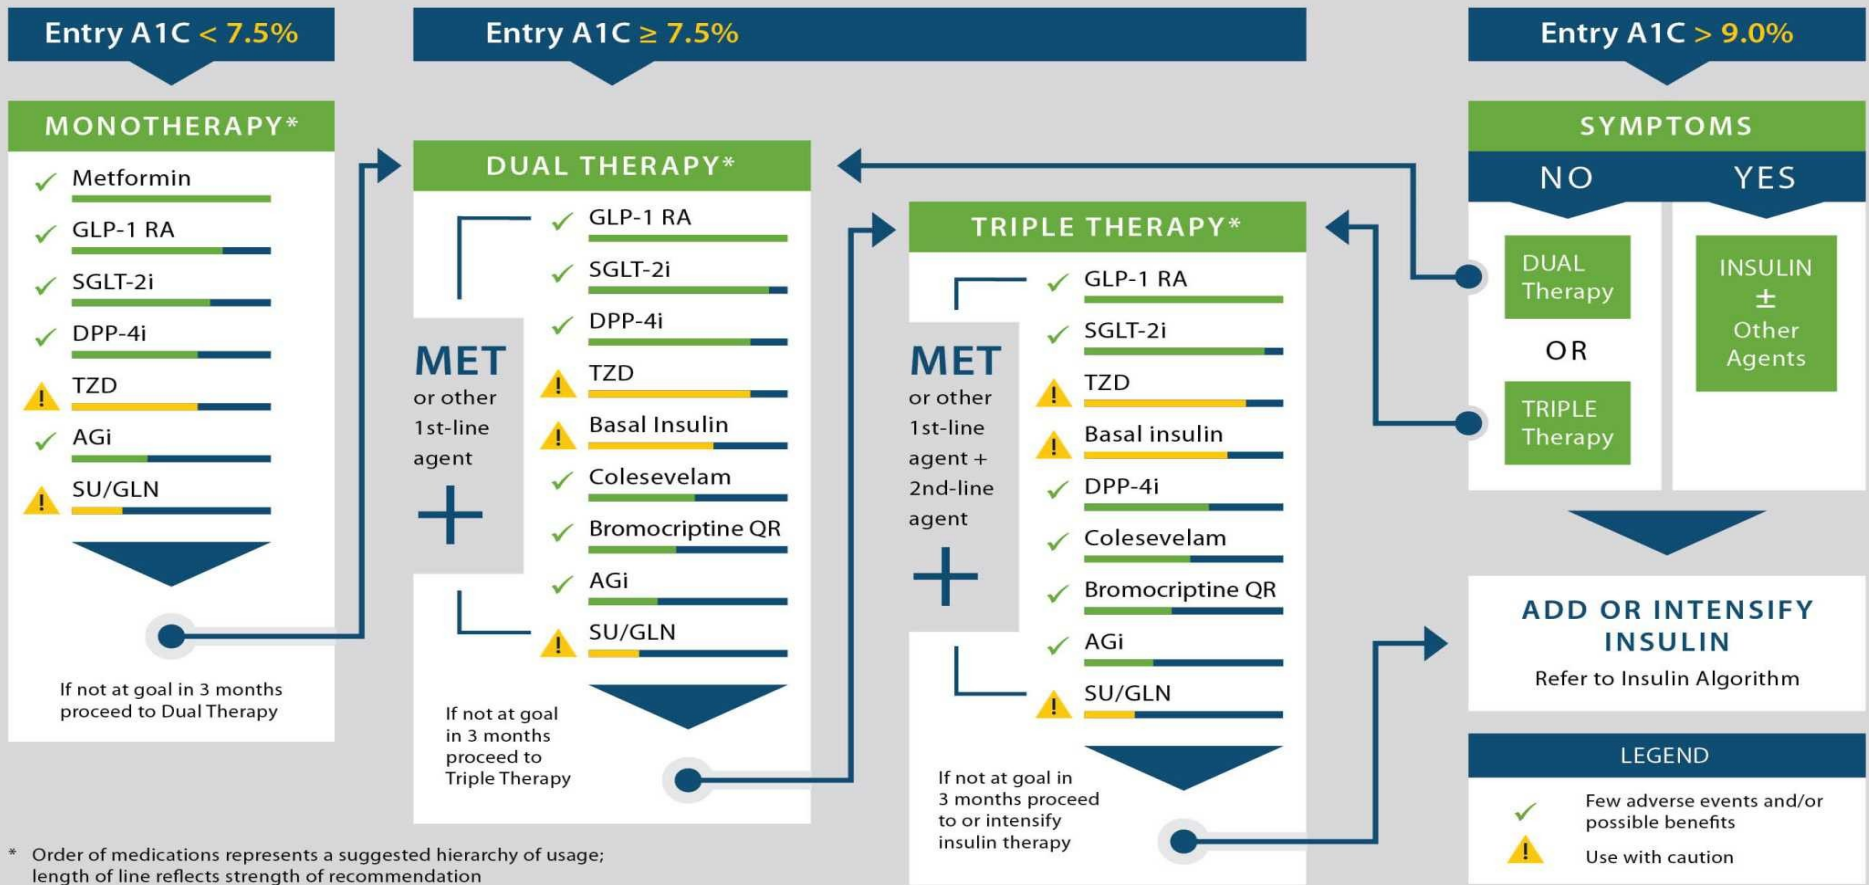 Entry A1C < 7.5%
MONOTHERAPY*
Metformin
GLP-1 RA
SGLT-2i
DPP-4i
TZD
AGi
SU/GLN
If not at goal in 3 months
proceed to Dual Therapy
Entry A1C ≥ 7.5%
DUAL THERAPY*
MET
or other
1st-line
agent
+
GLP-1 RA
SGLT-2i
DPP-4i
TZD
Basal Insulin
Colesevelam
Bromocriptine QR
AGi
SU/GLN
If not at goal
in 3 months
proceed to
Triple Therapy
TRIPLE THERAPY*
MET
or other
1st-line
agent +
2nd-line
agent
+
GLP-1 RA
SGLT-2i
TZD
Basal insulin
DPP-4i
Colesevelam
Bromocriptine QR
AGi
SU/GLN
If not at goal in
3 months proceed
to or intensify
insulin therapy
Entry A1C > 9.0%
SYMPTOMS
NO
YES
DUAL
Therapy
OR
TRIPLE
Therapy
INSULIN
±
Other
Agents
ADD OR INTENSIFY
INSULIN
Refer to Insulin Algorithm
LEGEND
Few adverse events and/or
possible benefits
Use with caution
* Order of medications represents a suggested hierarchy of usage;
length of line reflects strength of recommendation